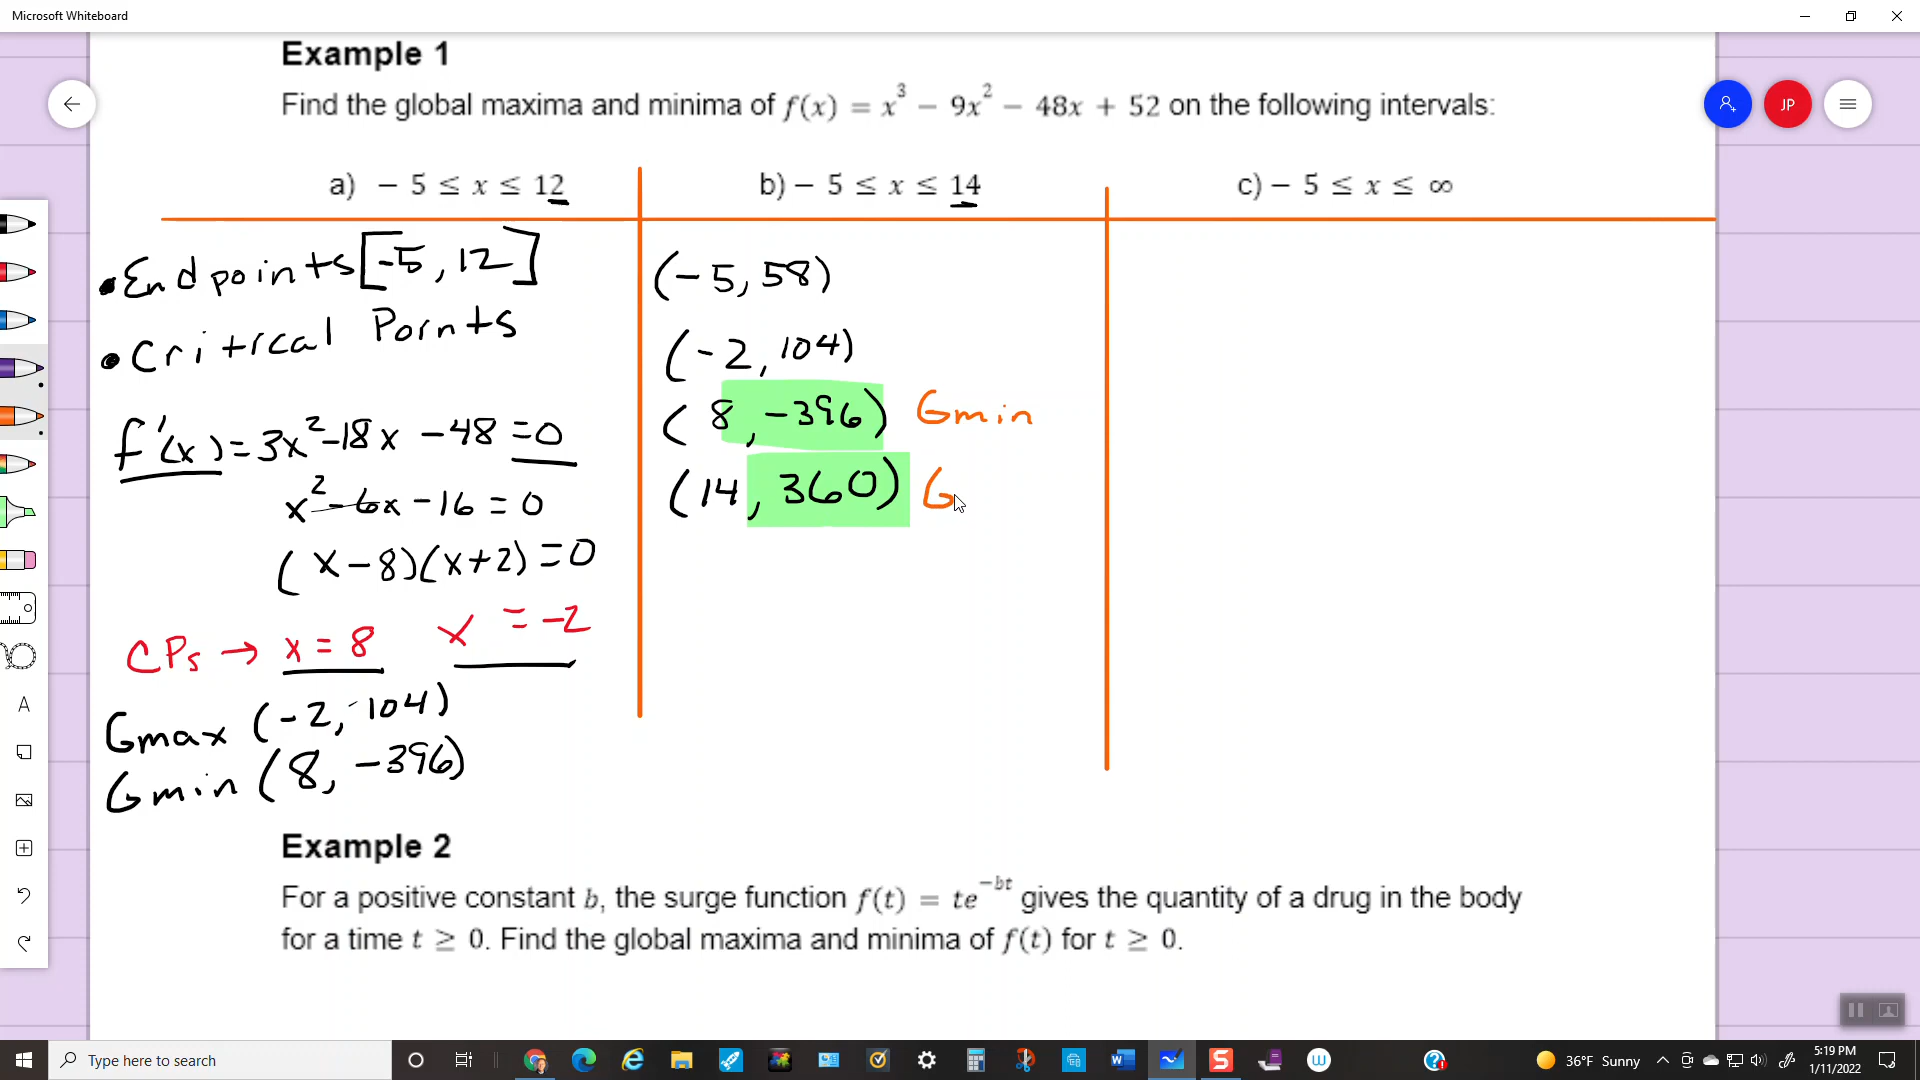 Microsoft Whiteboard
Example 1
Find the global maxima and minima of f(x) = x³ − 9x² − 48x + 52 on the following intervals:
JP
a) − 5 ≤ x ≤ 12
b) − 5 ≤ x ≤ 14
c) − 5 ≤ x ≤ ∞
• Endpoints [-5, 12]
• Critical Points
f'(x) = 3x² - 18x - 48 = 0
x² - 6x - 16 = 0
(x - 8)(x + 2) = 0
CPs → x = 8 x = -2
Gmax (-2, 104)
Gmin (8, -396)
(-5, 58)
(-2, 104)
(8, -396) Gmin
(14, 360) G
Example 2
For a positive constant b, the surge function f(t) = te⁻ᵇᵗ gives the quantity of a drug in the body
for a time t ≥ 0. Find the global maxima and minima of f(t) for t ≥ 0.
Type here to search
36°F Sunny
5:19 PM
1/11/2022